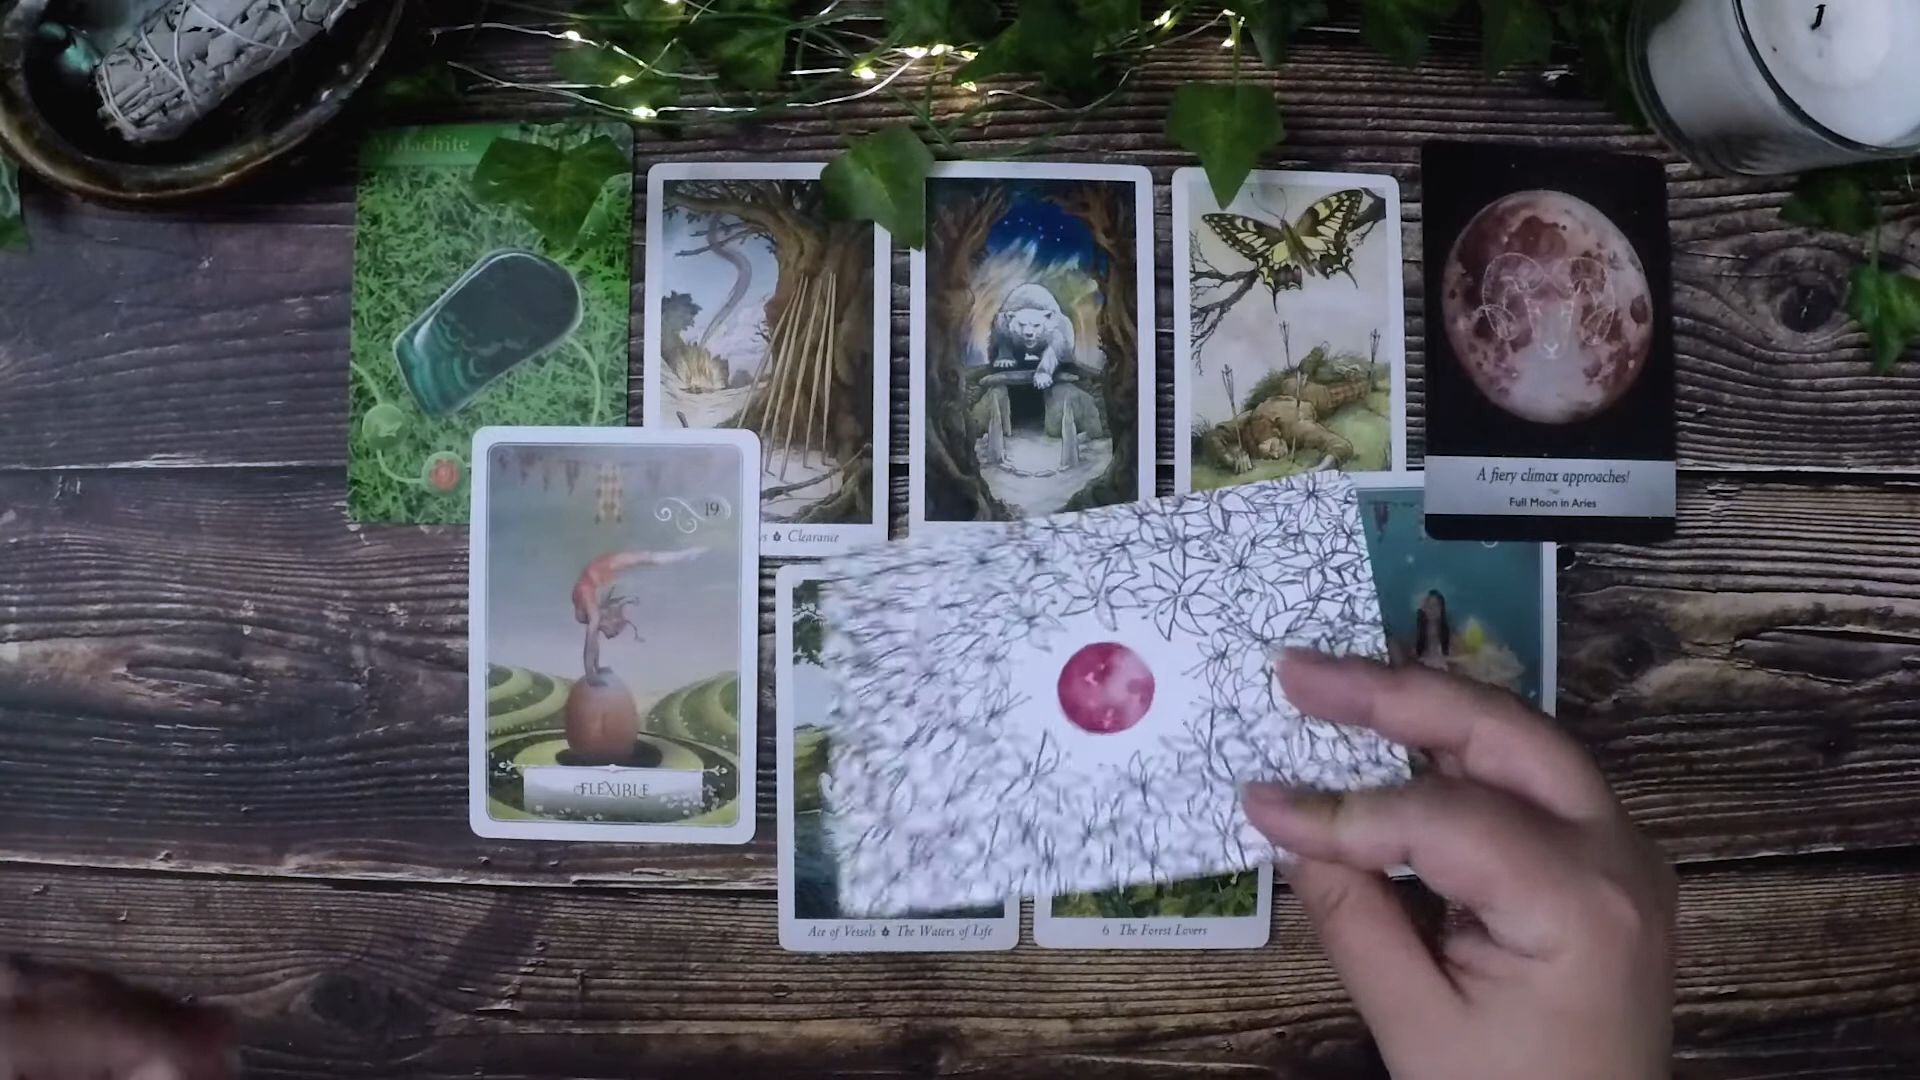 Malachite
A fiery climax approaches!
Full Moon in Aries
19
Clearance
FLEXIBLE
Ace of Vessels The Waters of Life
6 The Forest Lovers